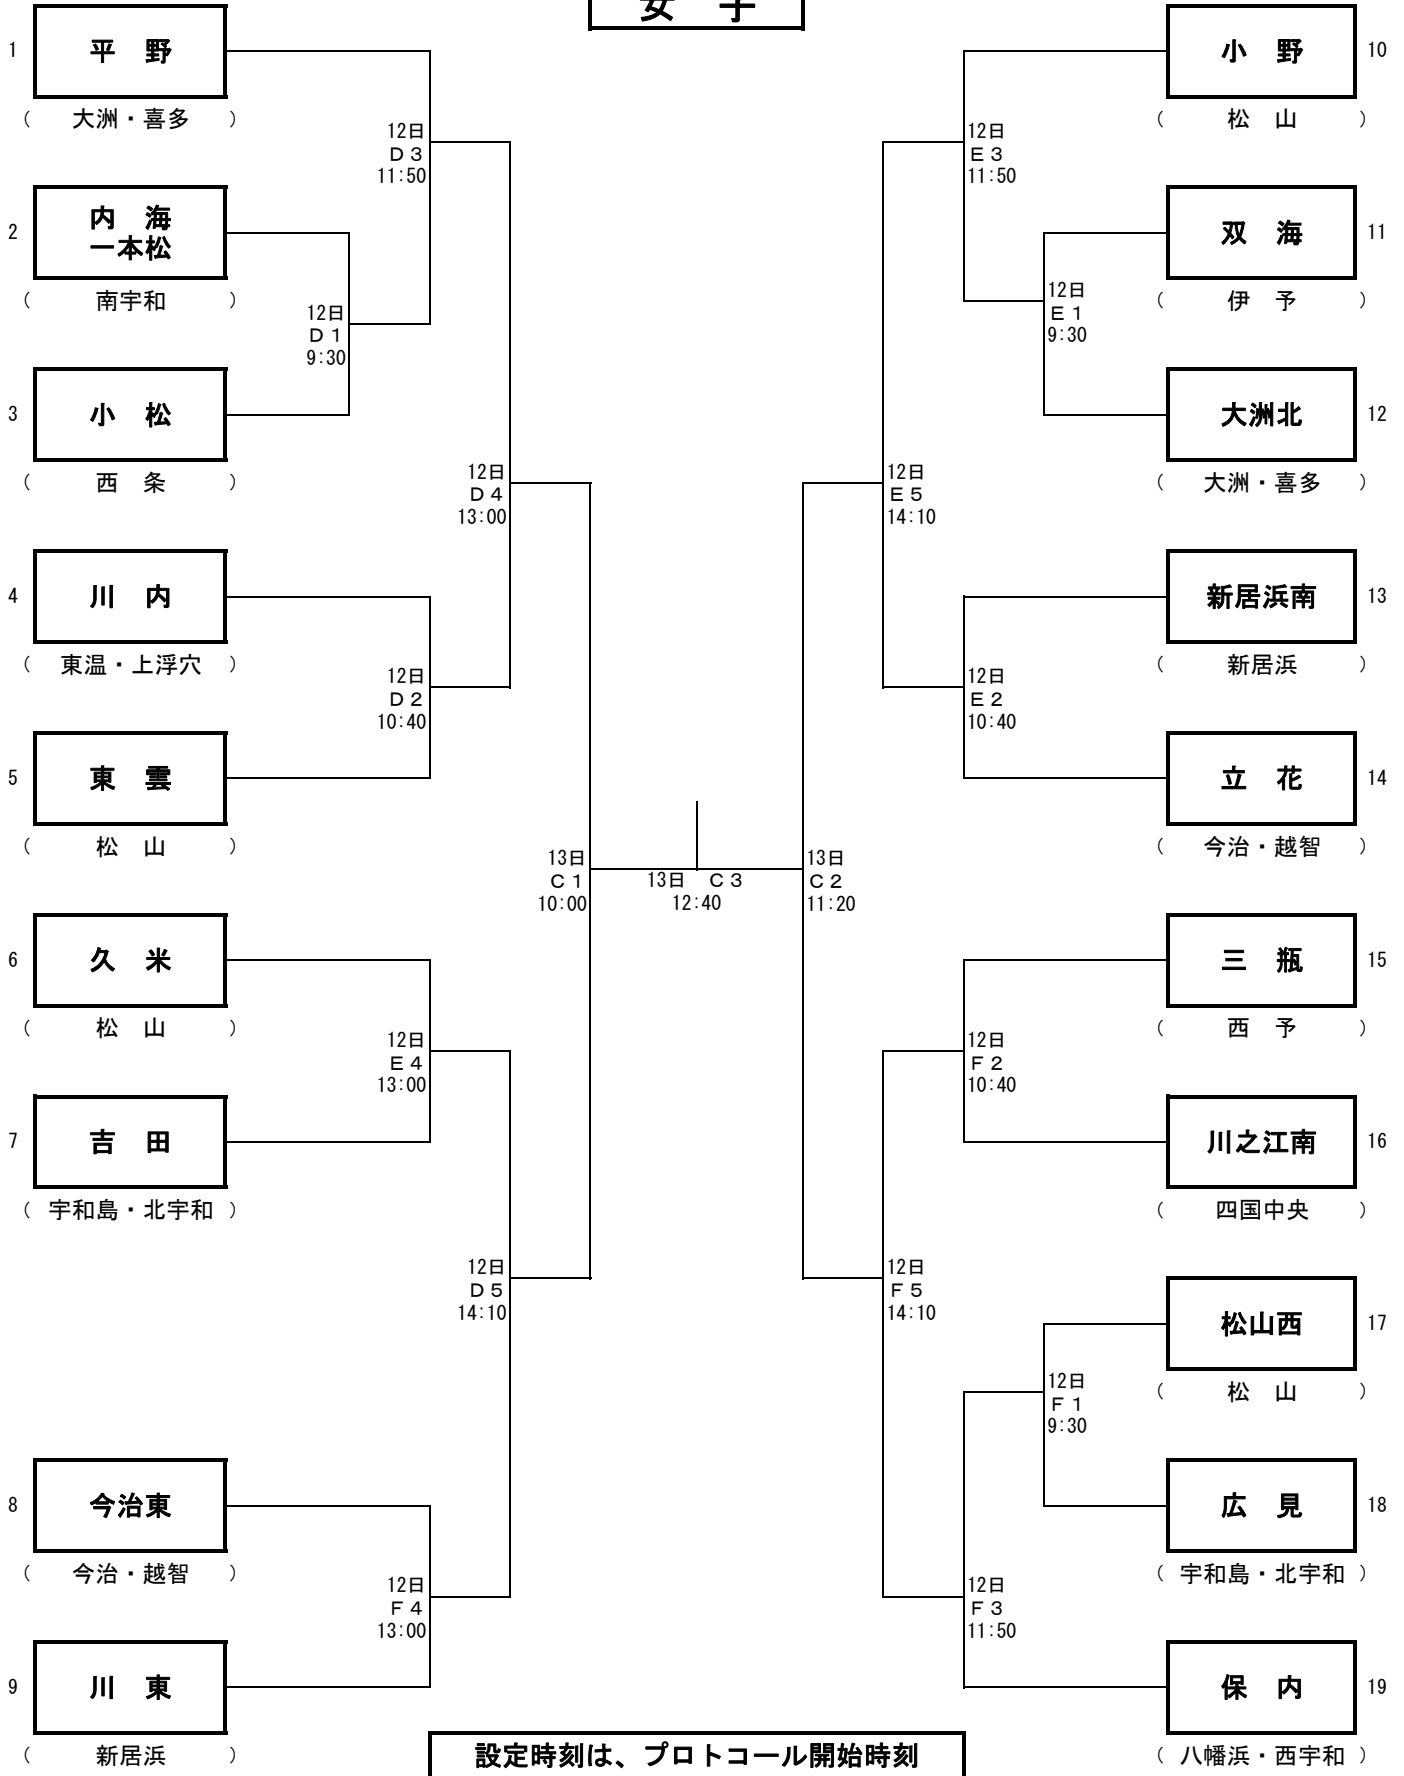 女　子
1
平　野
（　大洲・喜多　）
12日
Ｄ３
11:50
2
内　海
一本松
（　南宇和　）
12日
Ｄ１
9:30
3
小　松
（　西　条　）
12日
Ｄ４
13:00
4
川　内
（　東温・上浮穴　）
12日
Ｄ２
10:40
5
東　雲
（　松　山　）
13日
Ｃ１
10:00
6
久　米
（　松　山　）
12日
Ｅ４
13:00
7
吉　田
（　宇和島・北宇和　）
12日
Ｄ５
14:10
8
今治東
（　今治・越智　）
12日
Ｆ４
13:00
9
川　東
（　新居浜　）
13日　Ｃ３
12:40
小　野
10
（　松　山　）
12日
Ｅ３
11:50
双　海
11
（　伊　予　）
12日
Ｅ１
9:30
大洲北
12
（　大洲・喜多　）
12日
Ｅ５
14:10
新居浜南
13
（　新居浜　）
12日
Ｅ２
10:40
立　花
14
（　今治・越智　）
13日
Ｃ２
11:20
三　瓶
15
（　西　予　）
12日
Ｆ２
10:40
川之江南
16
（　四国中央　）
12日
Ｆ５
14:10
松山西
17
（　松　山　）
12日
Ｆ１
9:30
広　見
18
（　宇和島・北宇和　）
12日
Ｆ３
11:50
保　内
19
（　八幡浜・西宇和　）
設定時刻は、プロトコール開始時刻